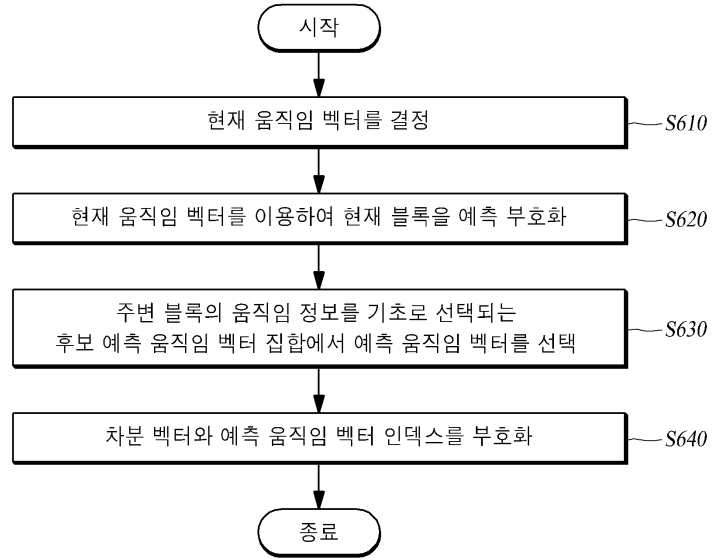 시작
현재 움직임 벡터를 결정
S610
현재 움직임 벡터를 이용하여 현재 블록을 예측 부호화
S620
주변 블록의 움직임 정보를 기초로 선택되는
후보 예측 움직임 벡터 집합에서 예측 움직임 벡터를 선택
S630
차분 벡터와 예측 움직임 벡터 인덱스를 부호화
S640
종료